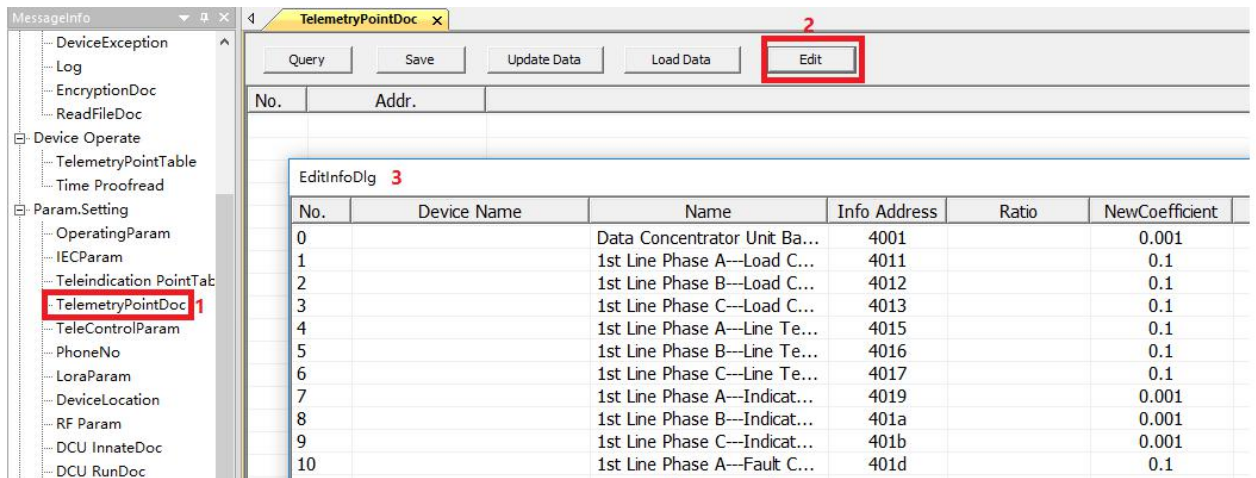 MessageInfo
DeviceException
Log
EncryptionDoc
ReadFileDoc
Device Operate
TelemetryPointTable
Time Proofread
Param.Setting
OperatingParam
IECParam
Teleindication PointTab
TelemetryPointDoc 1
TeleControlParam
PhoneNo
LoraParam
DeviceLocation
RF Param
DCU InnateDoc
DCU RunDoc
TelemetryPointDoc x
2
Query Save Update Data Load Data Edit
No. Addr.
EditInfoDlg 3
No. Device Name Name Info Address Ratio NewCoefficient
0 Data Concentrator Unit Ba... 4001 0.001
1 1st Line Phase A---Load C... 4011 0.1
2 1st Line Phase B---Load C... 4012 0.1
3 1st Line Phase C---Load C... 4013 0.1
4 1st Line Phase A---Line Te... 4015 0.1
5 1st Line Phase B---Line Te... 4016 0.1
6 1st Line Phase C---Line Te... 4017 0.1
7 1st Line Phase A---Indicat... 4019 0.001
8 1st Line Phase B---Indicat... 401a 0.001
9 1st Line Phase C---Indicat... 401b 0.001
10 1st Line Phase A---Fault C... 401d 0.1